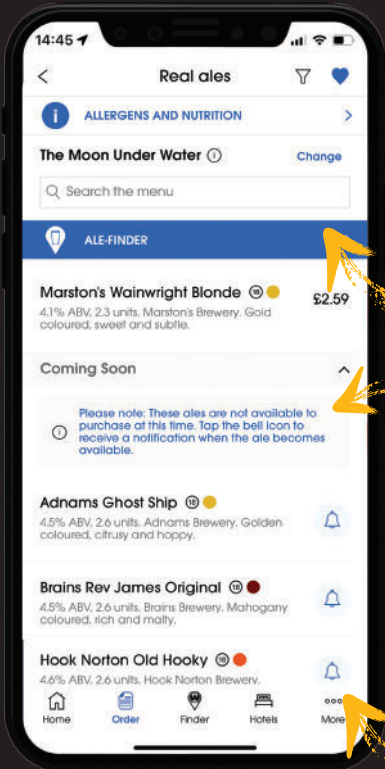 14:45
Real ales
i ALLERGENS AND NUTRITION
The Moon Under Water i Change
Search the menu
ALE-FINDER
Marston's Wainwright Blonde 18 £2.59
4.1% ABV, 2.3 units. Marston's Brewery. Gold
coloured, sweet and subtle.
Coming Soon
Please note: These ales are not available to
purchase at this time. Tap the bell icon to
receive a notification when the ale becomes
available.
Adnams Ghost Ship 18
4.5% ABV, 2.6 units. Adnams Brewery. Golden
coloured, citrusy and hoppy.
Brains Rev James Original 18
4.5% ABV, 2.6 units. Brains Brewery. Mahogany
coloured, rich and malty.
Hook Norton Old Hooky 18
4.6% ABV, 2.6 units. Hook Norton Brewery.
Home Order Finder Hotels More